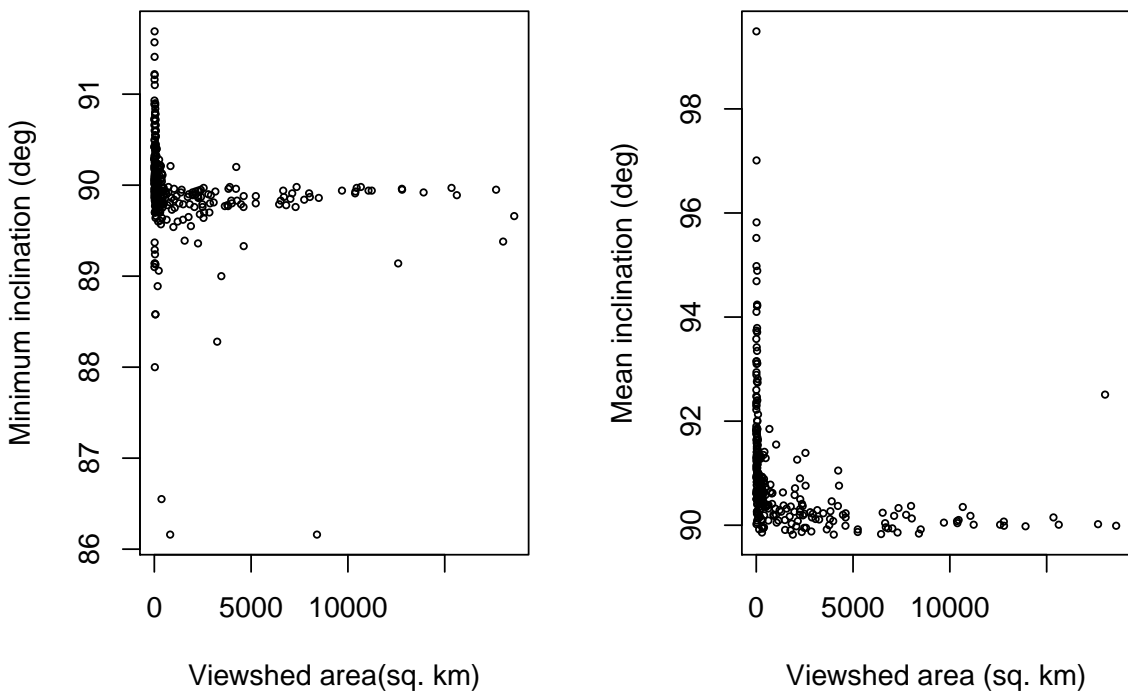 Minimum inclination (deg)
91
90
89
88
87
86
0 5000 10000
Viewshed area(sq. km)
Mean inclination (deg)
98
96
94
92
90
0 5000 10000
Viewshed area (sq. km)